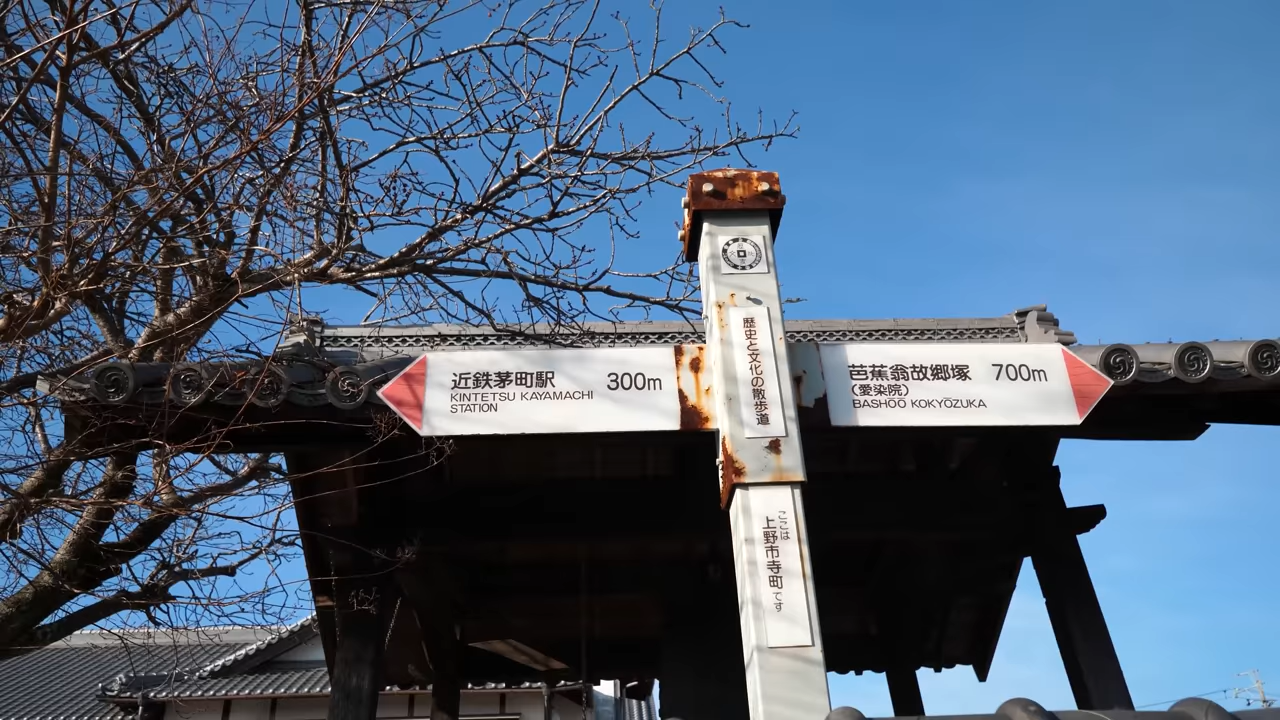 歴史と文化の散歩道
近鉄茅町駅 300m
KINTETSU KAYAMACHI
STATION
芭蕉翁故郷塚 700m
(愛染院)
BASHŌŌ KOKYŌZUKA
ここは
上野市寺町です